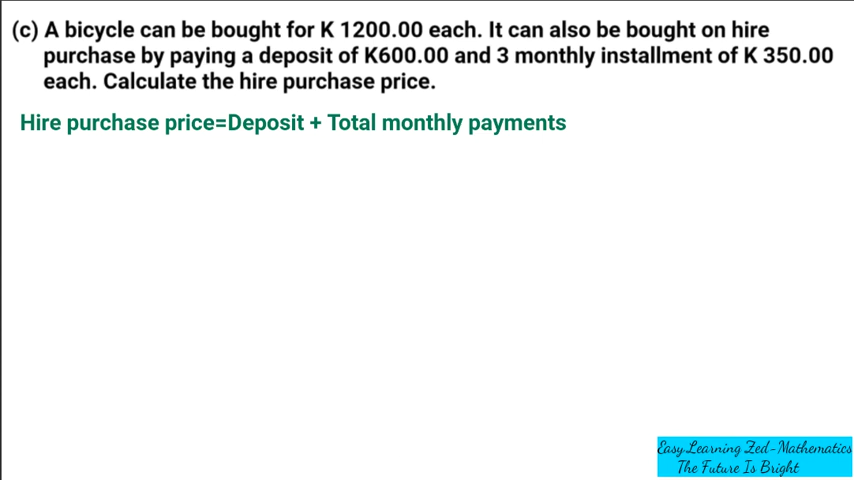 (c) A bicycle can be bought for K 1200.00 each. It can also be bought on hire
purchase by paying a deposit of K600.00 and 3 monthly installment of K 350.00
each. Calculate the hire purchase price.
Hire purchase price=Deposit + Total monthly payments
Easy Learning Zed-Mathematics
The Future Is Bright